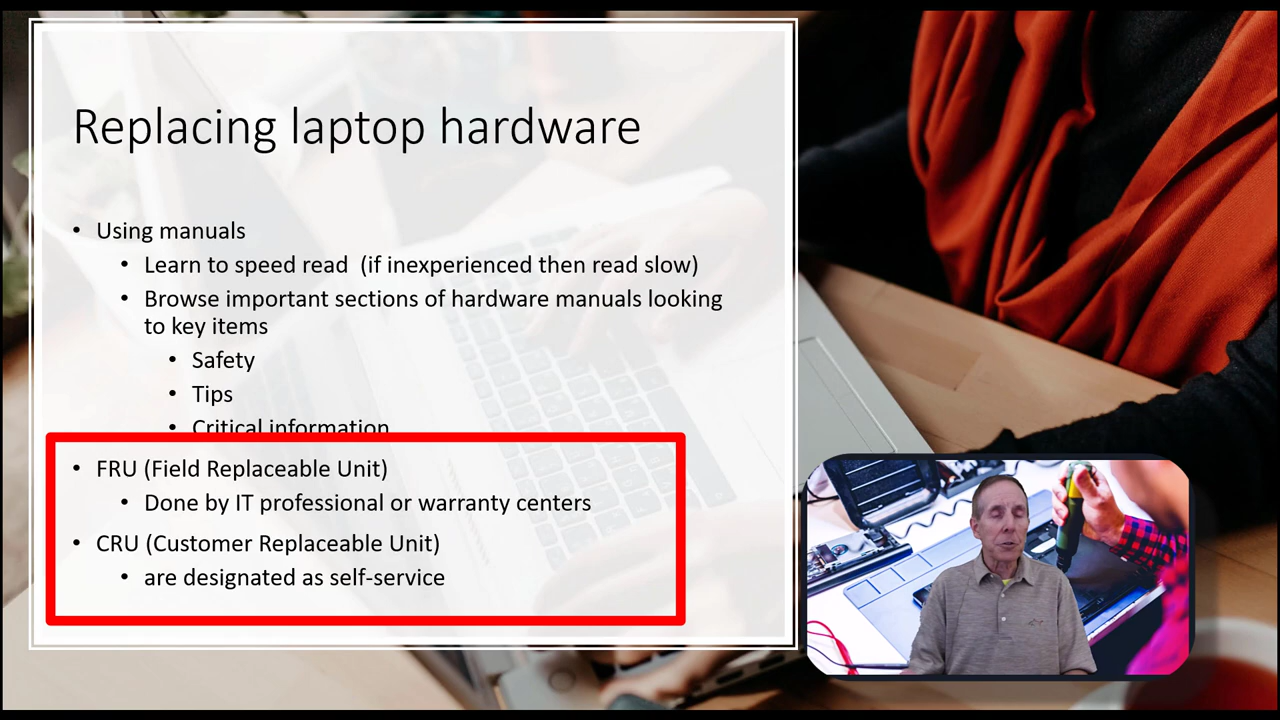 Replacing laptop hardware
• Using manuals
• Learn to speed read (if inexperienced then read slow)
• Browse important sections of hardware manuals looking
to key items
• Safety
• Tips
• Critical information
• FRU (Field Replaceable Unit)
• Done by IT professional or warranty centers
• CRU (Customer Replaceable Unit)
• are designated as self-service